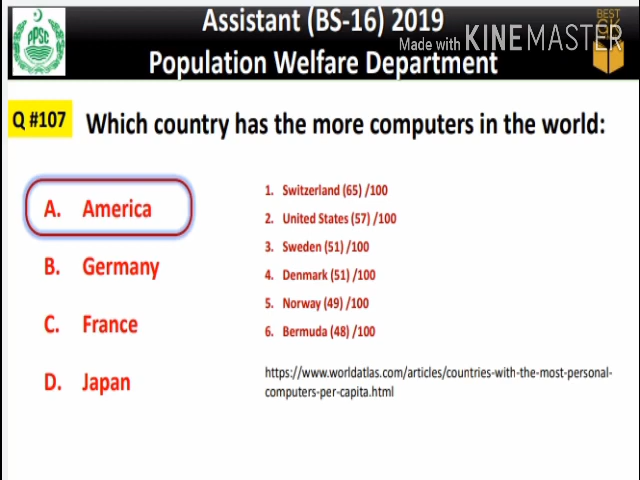 Assistant (BS-16) 2019
Population Welfare Department
Made with KINEMASTER
PPSC
BEST
GK
Q #107
Which country has the more computers in the world:
A. America
B. Germany
C. France
D. Japan
1. Switzerland (65) /100
2. United States (57) /100
3. Sweden (51) /100
4. Denmark (51) /100
5. Norway (49) /100
6. Bermuda (48) /100
https://www.worldatlas.com/articles/countries-with-the-most-personal-
computers-per-capita.html